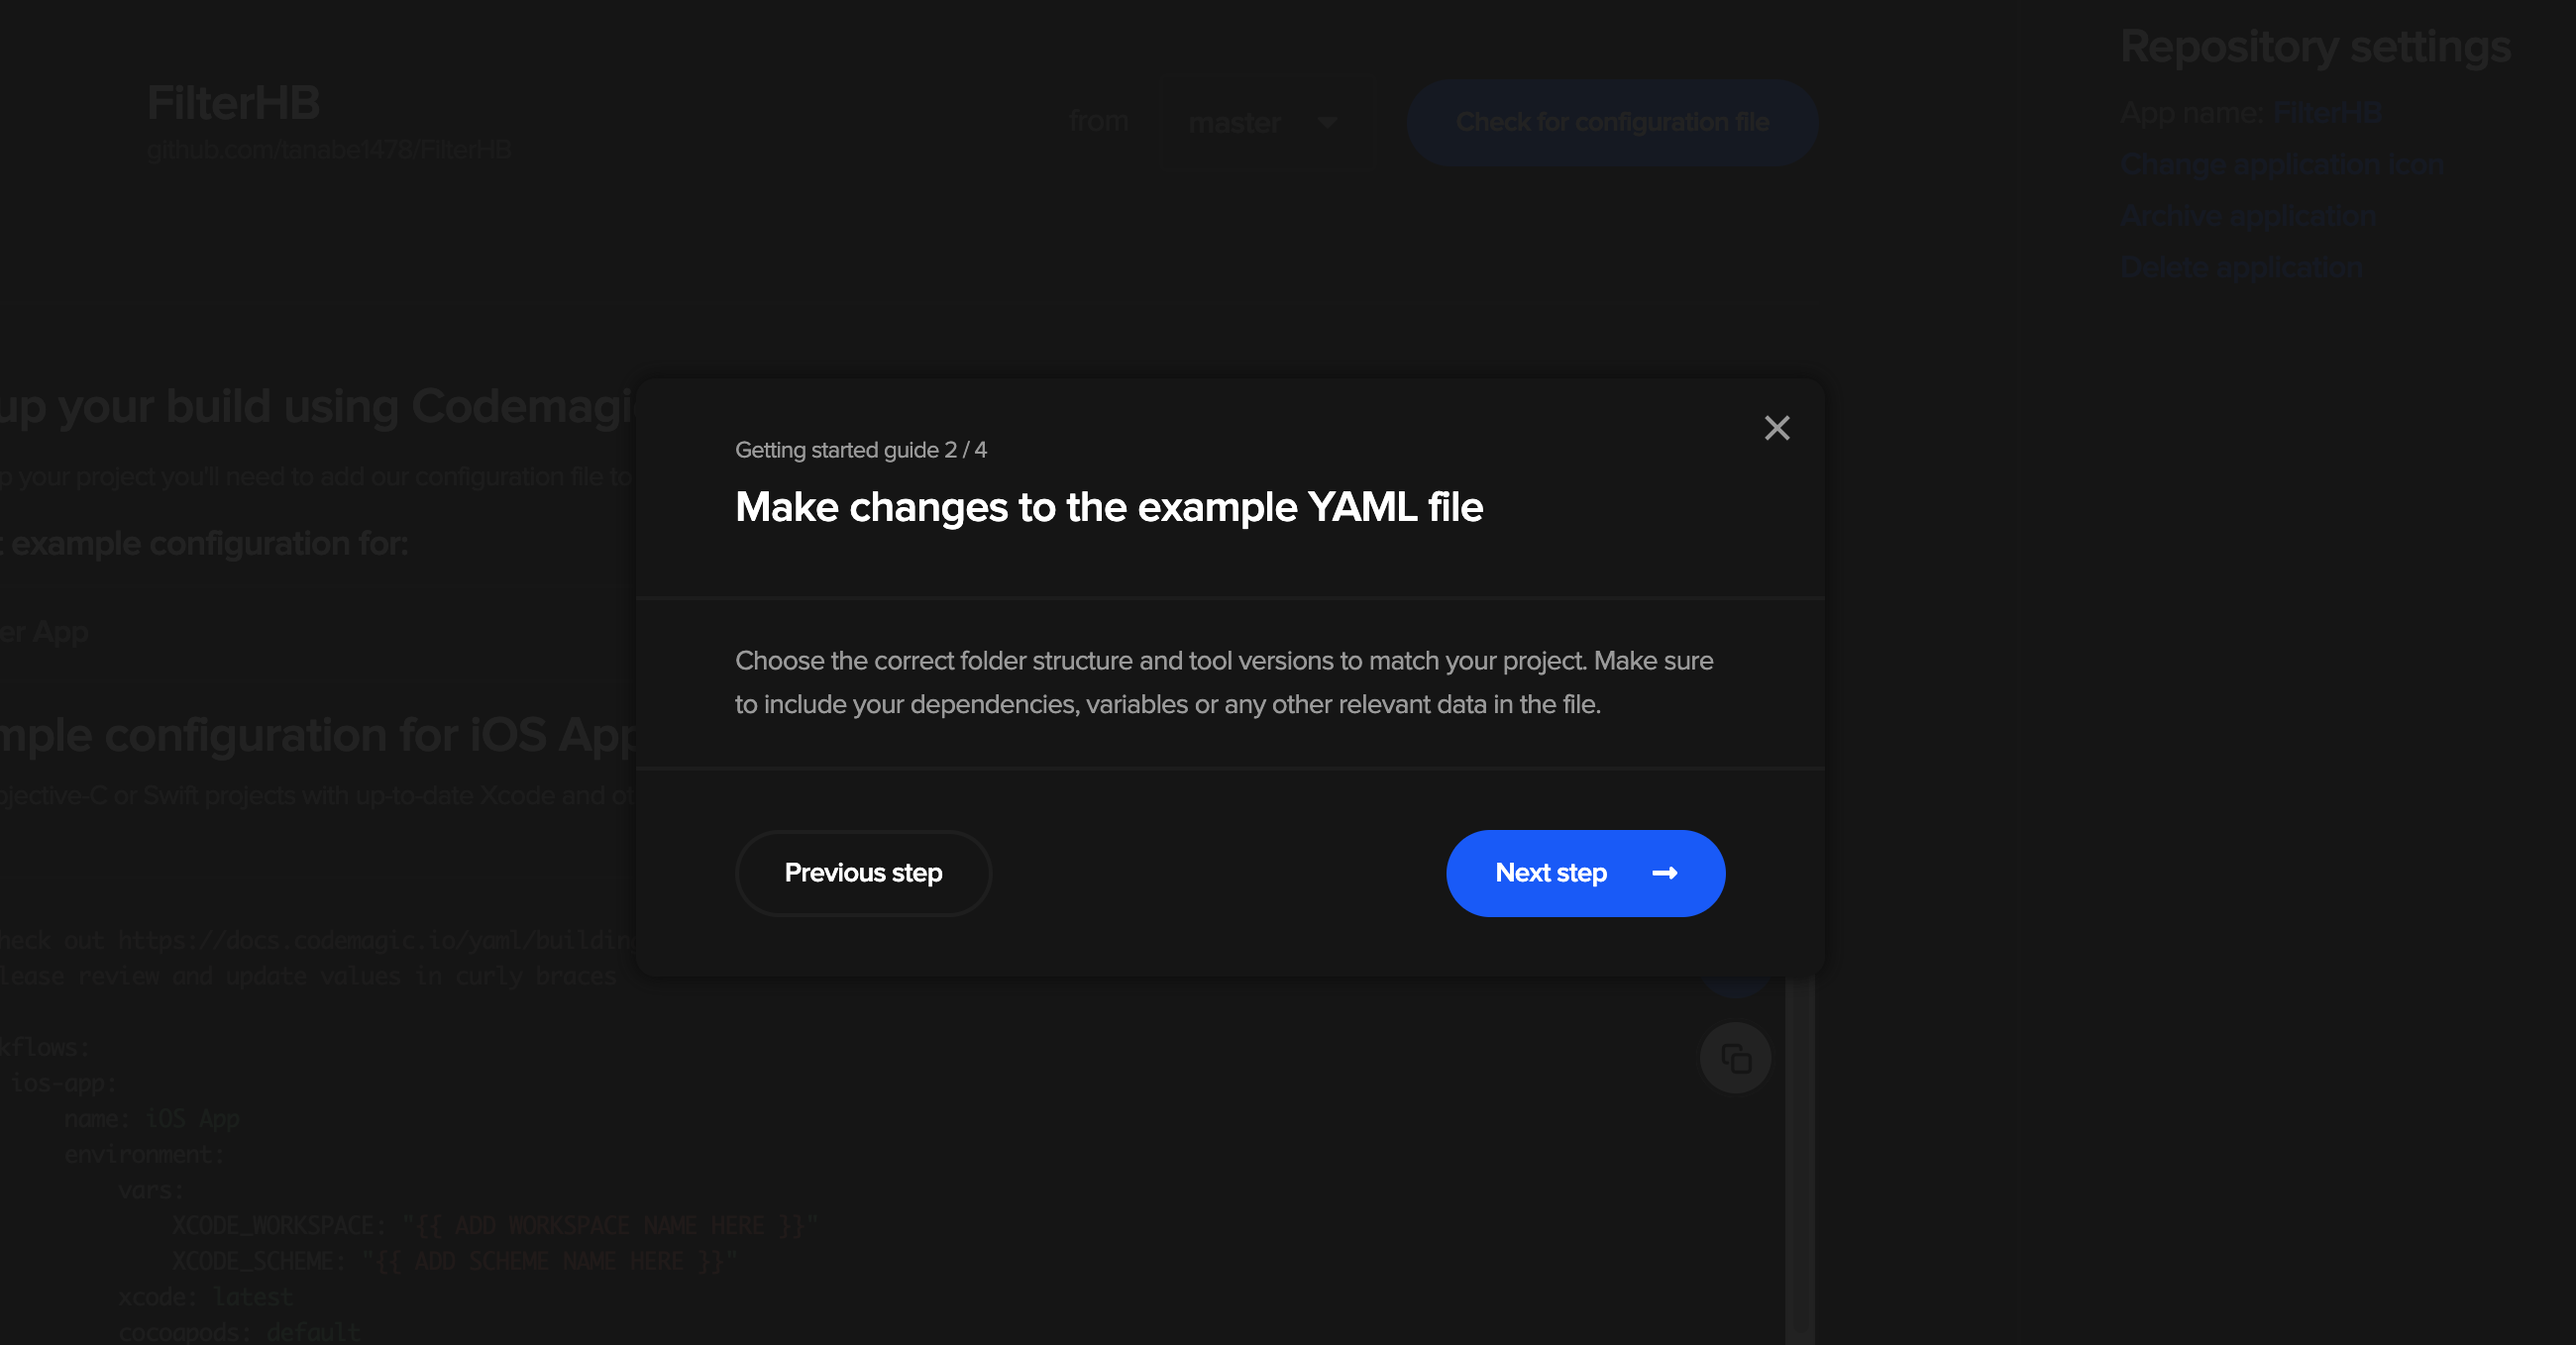 Repository settings
FilterHB
github.com/tanabe1478/FilterHB
from
master
Check for configuration file
App name: FilterHB
Change application icon
Archive application
Delete application
up your build using Codemagic
p your project you'll need to add our configuration file to
example configuration for:
er App
mple configuration for iOS App
bjective-C or Swift projects with up-to-date Xcode and ot
Getting started guide 2 / 4
Make changes to the example YAML file
Choose the correct folder structure and tool versions to match your project. Make sure
to include your dependencies, variables or any other relevant data in the file.
Previous step
Next step
heck out https://docs.codemagic.io/yaml/building
lease review and update values in curly braces
kflows:
ios-app:
name: iOS App
environment:
vars:
XCODE_WORKSPACE: "{{ ADD WORKSPACE NAME HERE }}"
XCODE_SCHEME: "{{ ADD SCHEME NAME HERE }}"
xcode: latest
cocoapods: default